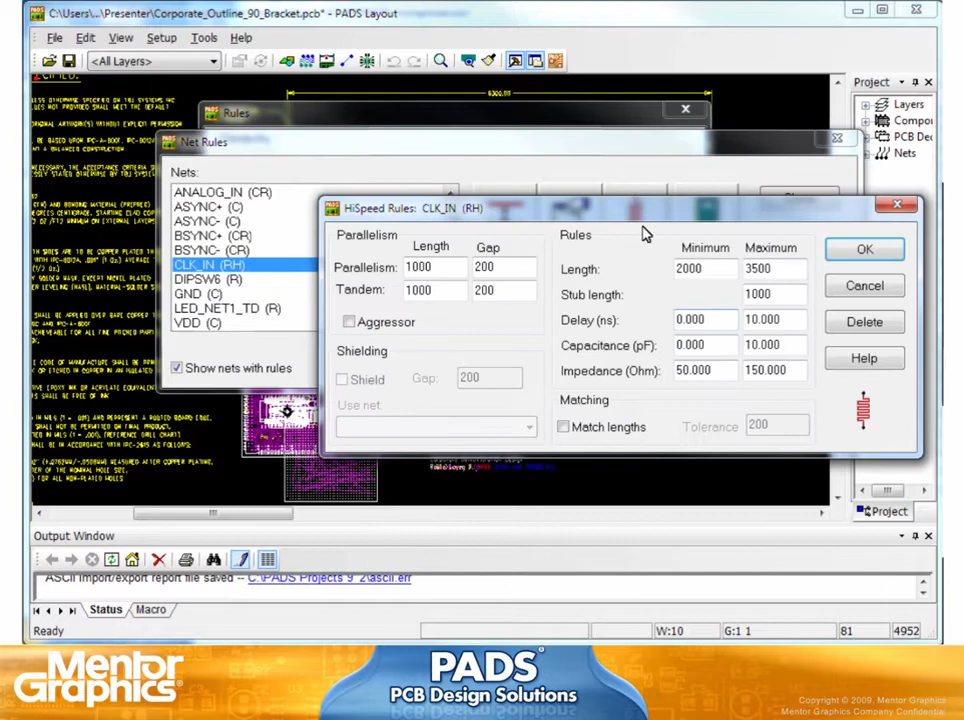 C:\Users\...\Presenter\Corporate_Outline_90_Bracket.pcb* - PADS Layout
File Edit View Setup Tools Help
<All Layers>
6300.00
Project
Layers
Compo
PCB De
Nets
Rules
Net Rules
Nets:
ANALOG_IN (CR)
ASYNC+ (C)
ASYNC- (C)
BSYNC+ (CR)
BSYNC- (CR)
CLK_IN (RH)
DIPSW6 (R)
GND (C)
LED_NET1_TD (R)
VDD (C)
Show nets with rules
HiSpeed Rules: CLK_IN (RH)
Parallelism
Length Gap
Parallelism: 1000 200
Tandem: 1000 200
Aggressor
Shielding
Shield Gap: 200
Use net
Rules
Minimum Maximum
Length: 2000 3500
Stub length: 1000
Delay (ns): 0.000 10.000
Capacitance (pF): 0.000 10.000
Impedance (Ohm): 50.000 150.000
Matching
Match lengths Tolerance 200
OK
Cancel
Delete
Help
Project
Output Window
ASCII Import/export report file saved -- C:\PADS Projects 9_2\ascii.err
Status Macro
Ready W:10 G:1 1 81 4952
Mentor
Graphics
PADS
PCB Design Solutions
Copyright © 2009, Mentor Graphics
Mentor Graphics Company Confidential